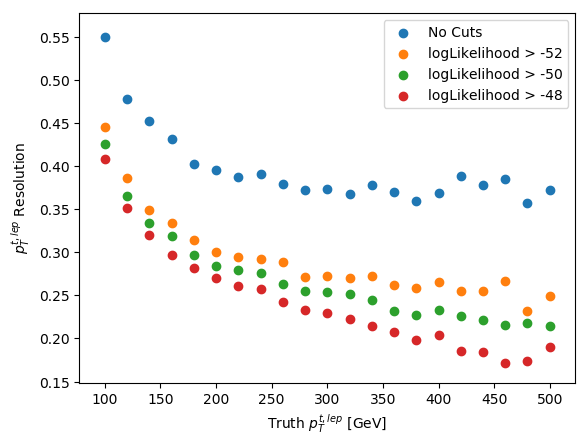 No Cuts
logLikelihood > -52
logLikelihood > -50
logLikelihood > -48
0.55
0.50
0.45
0.40
0.35
0.30
0.25
0.20
0.15
p_T^{t, lep} Resolution
100 150 200 250 300 350 400 450 500
Truth p_T^{t, lep} [GeV]